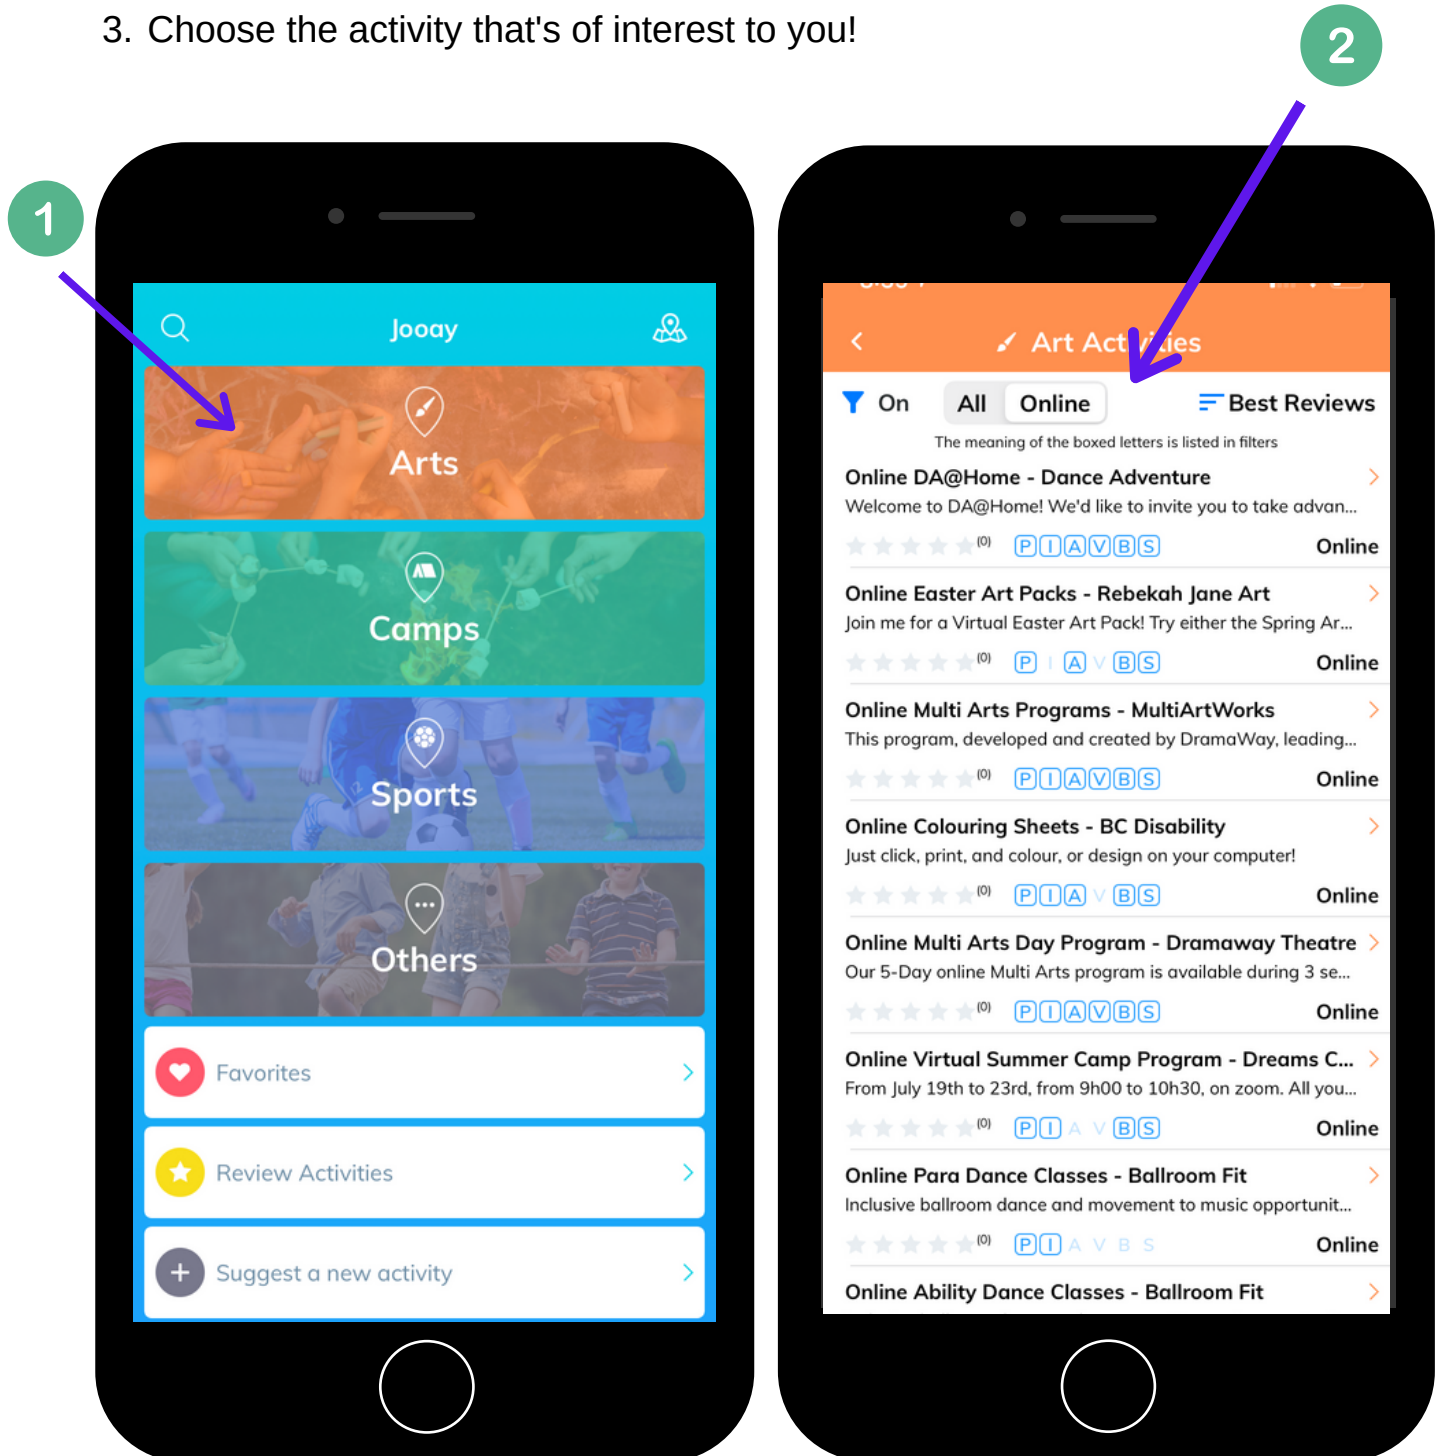 3. Choose the activity that's of interest to you!
2
1
Jooay
Arts
Camps
Sports
Others
Favorites
Review Activities
Suggest a new activity
Art Activities
On All Online Best Reviews
The meaning of the boxed letters is listed in filters
Online DA@Home - Dance Adventure
Welcome to DA@Home! We'd like to invite you to take advan...
(0) P I A V B S Online
Online Easter Art Packs - Rebekah Jane Art
Join me for a Virtual Easter Art Pack! Try either the Spring Ar...
(0) P I A V B S Online
Online Multi Arts Programs - MultiArtWorks
This program, developed and created by DramaWay, leading...
(0) P I A V B S Online
Online Colouring Sheets - BC Disability
Just click, print, and colour, or design on your computer!
(0) P I A V B S Online
Online Multi Arts Day Program - Dramaway Theatre
Our 5-Day online Multi Arts program is available during 3 se...
(0) P I A V B S Online
Online Virtual Summer Camp Program - Dreams C...
From July 19th to 23rd, from 9h00 to 10h30, on zoom. All you...
(0) P I A V B S Online
Online Para Dance Classes - Ballroom Fit
Inclusive ballroom dance and movement to music opportunit...
(0) P I A V B S Online
Online Ability Dance Classes - Ballroom Fit